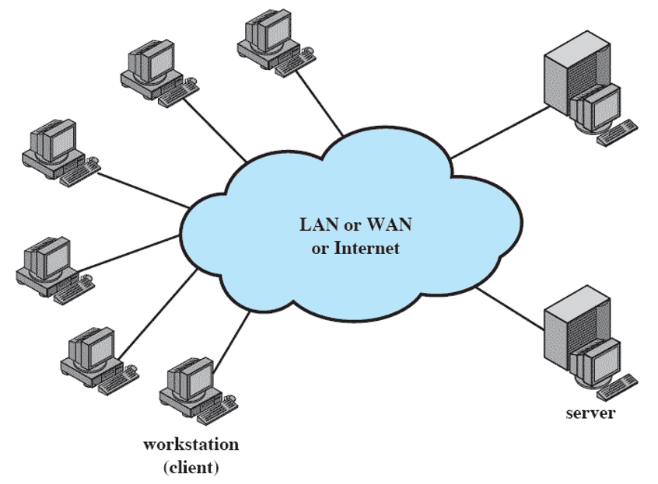 LAN or WAN
or Internet
server
workstation
(client)